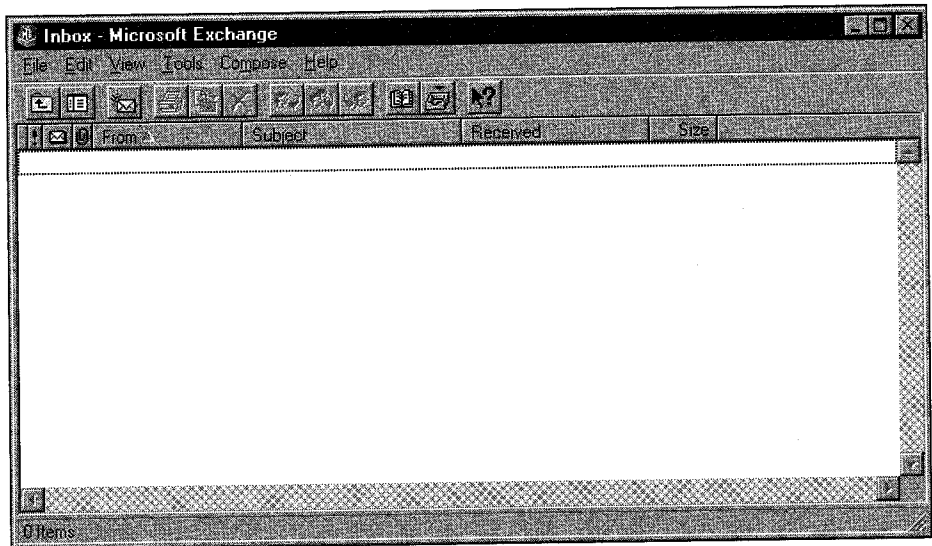 Inbox - Microsoft Exchange
File Edit View Tools Compose Help
! From Subject Received Size
0 Items